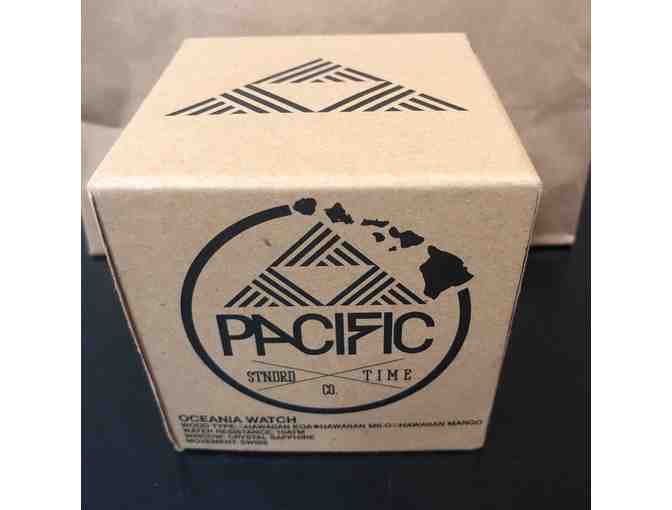 PACIFIC
STNDRD TIME
CO.
OCEANIA WATCH
WOOD TYPE: ○HAWAIIAN KOA●HAWAIIAN MILO○HAWAIIAN MANGO
WATER RESISTANCE: 10ATM
WINDOW: CRYSTAL SAPPHIRE
MOVEMENT: SWISS